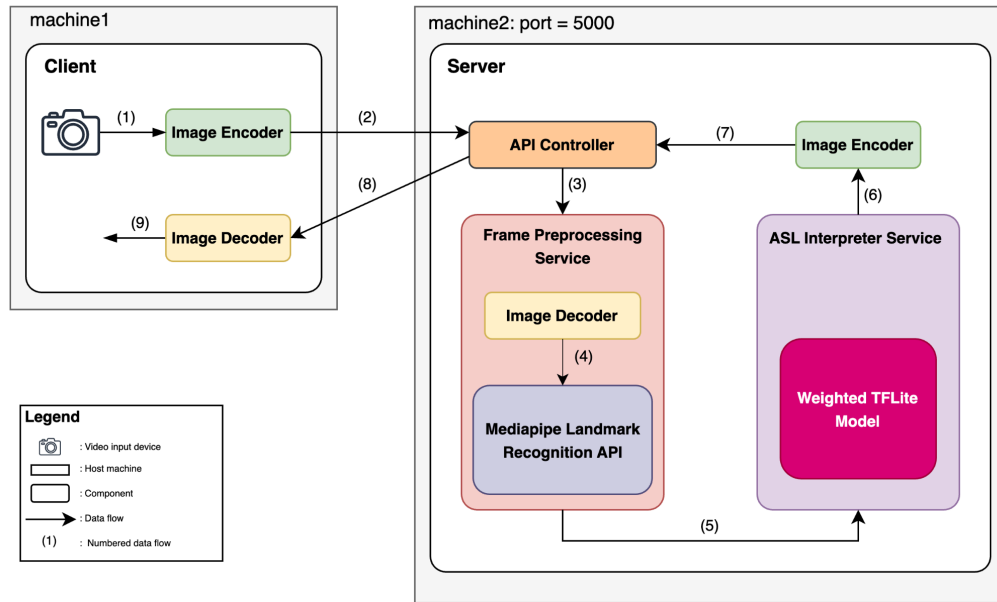 machine1
Client
(1)
Image Encoder
(2)
(8)
(9)
Image Decoder
machine2: port = 5000
Server
API Controller
(7)
Image Encoder
(3)
(6)
Frame Preprocessing
Service
Image Decoder
(4)
Mediapipe Landmark
Recognition API
ASL Interpreter Service
Weighted TFLite
Model
(5)
Legend
: Video input device
: Host machine
: Component
: Data flow
(1) : Numbered data flow